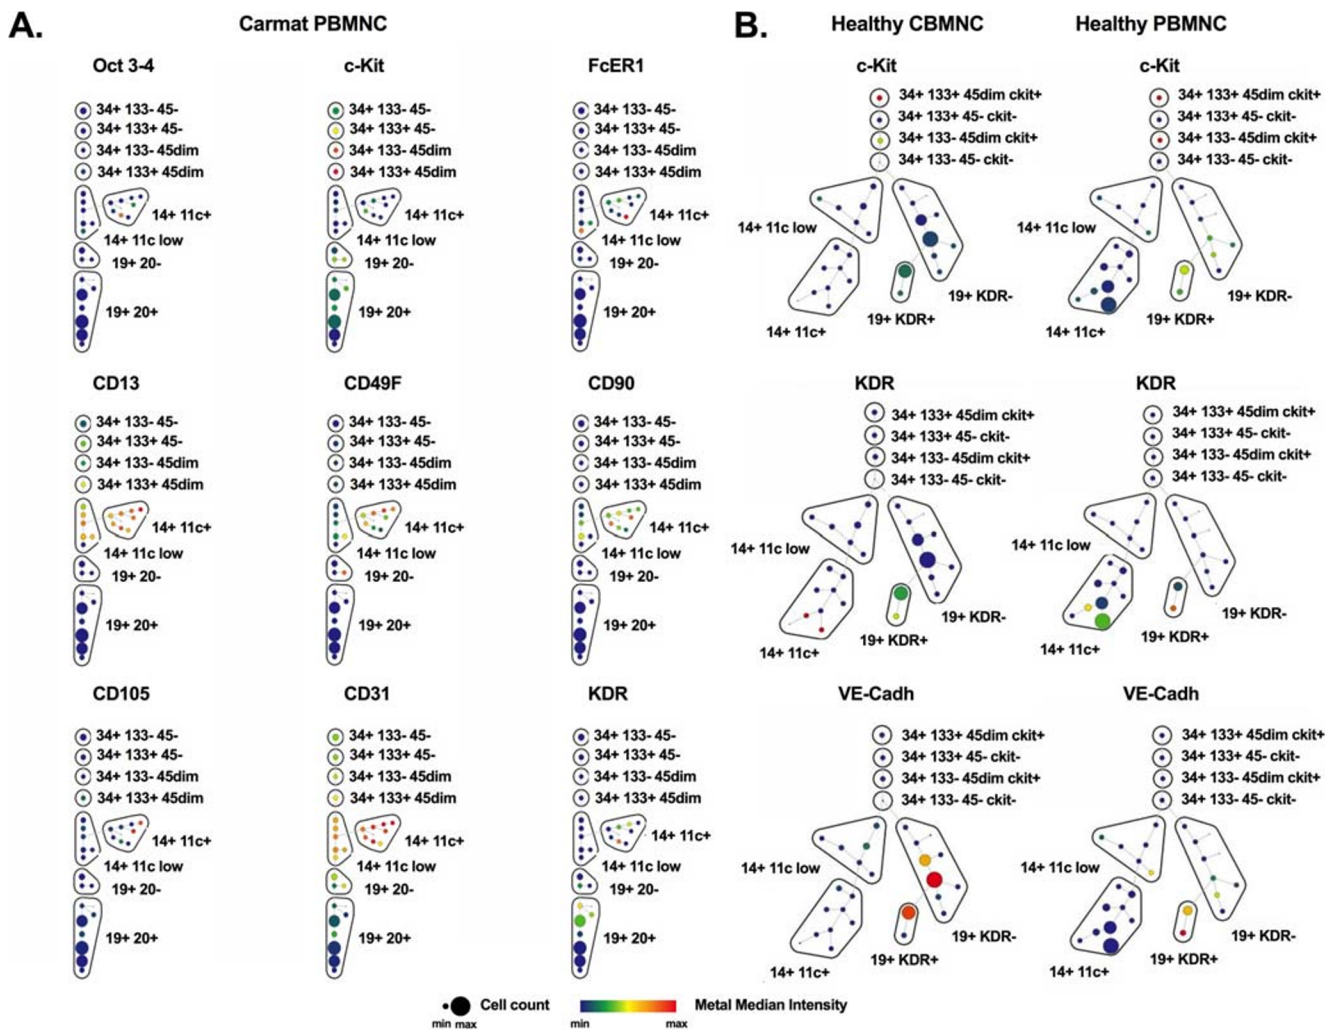 A.
Carmat PBMNC
B.
Healthy CBMNC
Healthy PBMNC
Oct 3-4
34+ 133- 45-
34+ 133+ 45-
34+ 133- 45dim
34+ 133+ 45dim
14+ 11c+
14+ 11c low
19+ 20-
19+ 20+
c-Kit
34+ 133- 45-
34+ 133+ 45-
34+ 133- 45dim
34+ 133+ 45dim
14+ 11c+
14+ 11c low
19+ 20-
19+ 20+
FcER1
34+ 133- 45-
34+ 133+ 45-
34+ 133- 45dim
34+ 133+ 45dim
14+ 11c+
14+ 11c low
19+ 20-
19+ 20+
c-Kit
34+ 133+ 45dim ckit+
34+ 133+ 45- ckit-
34+ 133- 45dim ckit+
34+ 133- 45- ckit-
14+ 11c low
19+ KDR-
19+ KDR+
14+ 11c+
c-Kit
34+ 133+ 45dim ckit+
34+ 133+ 45- ckit-
34+ 133- 45dim ckit+
34+ 133- 45- ckit-
14+ 11c low
19+ KDR-
19+ KDR+
14+ 11c+
CD13
34+ 133- 45-
34+ 133+ 45-
34+ 133- 45dim
34+ 133+ 45dim
14+ 11c+
14+ 11c low
19+ 20-
19+ 20+
CD49F
34+ 133- 45-
34+ 133+ 45-
34+ 133- 45dim
34+ 133+ 45dim
14+ 11c+
14+ 11c low
19+ 20-
19+ 20+
CD90
34+ 133- 45-
34+ 133+ 45-
34+ 133- 45dim
34+ 133+ 45dim
14+ 11c+
14+ 11c low
19+ 20-
19+ 20+
KDR
34+ 133+ 45dim ckit+
34+ 133+ 45- ckit-
34+ 133- 45dim ckit+
34+ 133- 45- ckit-
14+ 11c low
19+ KDR-
19+ KDR+
14+ 11c+
KDR
34+ 133+ 45dim ckit+
34+ 133+ 45- ckit-
34+ 133- 45dim ckit+
34+ 133- 45- ckit-
14+ 11c low
19+ KDR-
19+ KDR+
14+ 11c+
CD105
34+ 133- 45-
34+ 133+ 45-
34+ 133- 45dim
34+ 133+ 45dim
14+ 11c+
14+ 11c low
19+ 20-
19+ 20+
CD31
34+ 133- 45-
34+ 133+ 45-
34+ 133- 45dim
34+ 133+ 45dim
14+ 11c+
14+ 11c low
19+ 20-
19+ 20+
KDR
34+ 133- 45-
34+ 133+ 45-
34+ 133- 45dim
34+ 133+ 45dim
14+ 11c+
14+ 11c low
19+ 20-
19+ 20+
VE-Cadh
34+ 133+ 45dim ckit+
34+ 133+ 45- ckit-
34+ 133- 45dim ckit+
34+ 133- 45- ckit-
14+ 11c low
19+ KDR-
19+ KDR+
14+ 11c+
VE-Cadh
34+ 133+ 45dim ckit+
34+ 133+ 45- ckit-
34+ 133- 45dim ckit+
34+ 133- 45- ckit-
14+ 11c low
19+ KDR-
19+ KDR+
14+ 11c+
Cell count
min max
Metal Median Intensity
min max